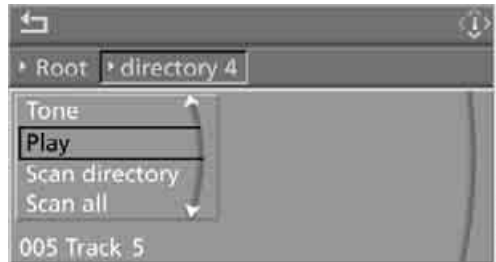 Root directory 4
Tone
Play
Scan directory
Scan all
005 Track 5